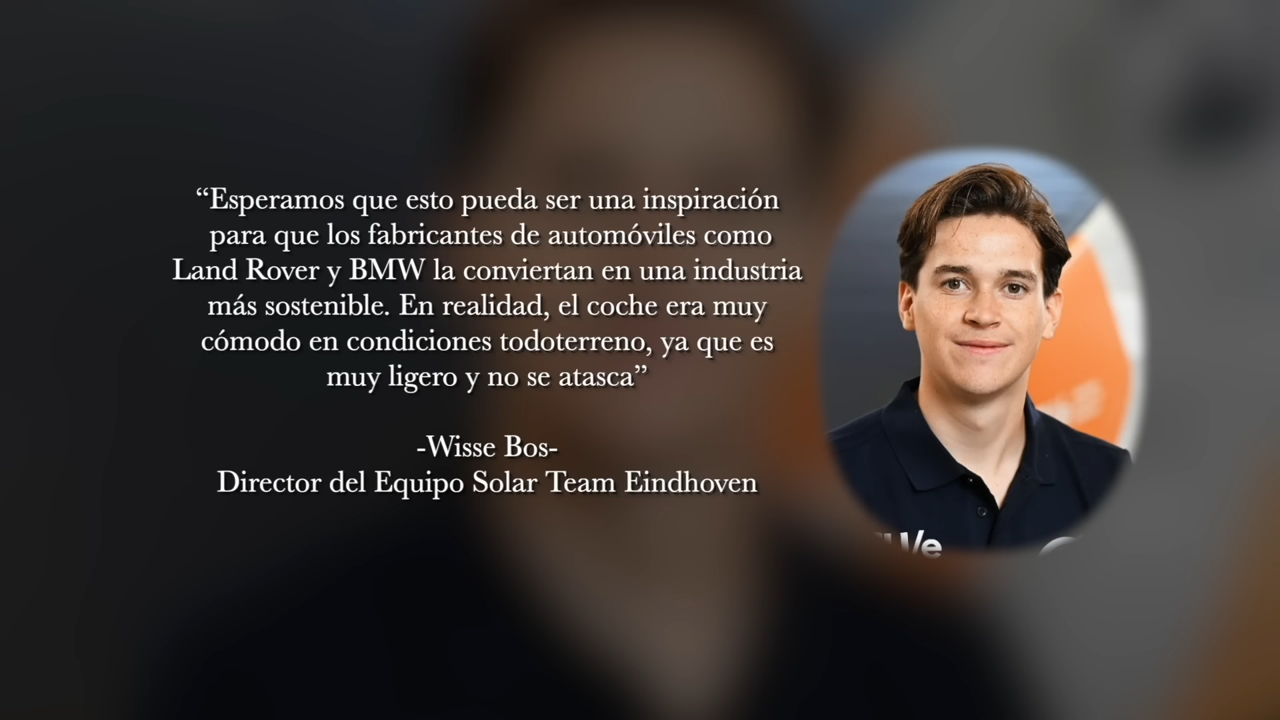 “Esperamos que esto pueda ser una inspiración
para que los fabricantes de automóviles como
Land Rover y BMW la conviertan en una industria
más sostenible. En realidad, el coche era muy
cómodo en condiciones todoterreno, ya que es
muy ligero y no se atasca”
-Wisse Bos-
Director del Equipo Solar Team Eindhoven